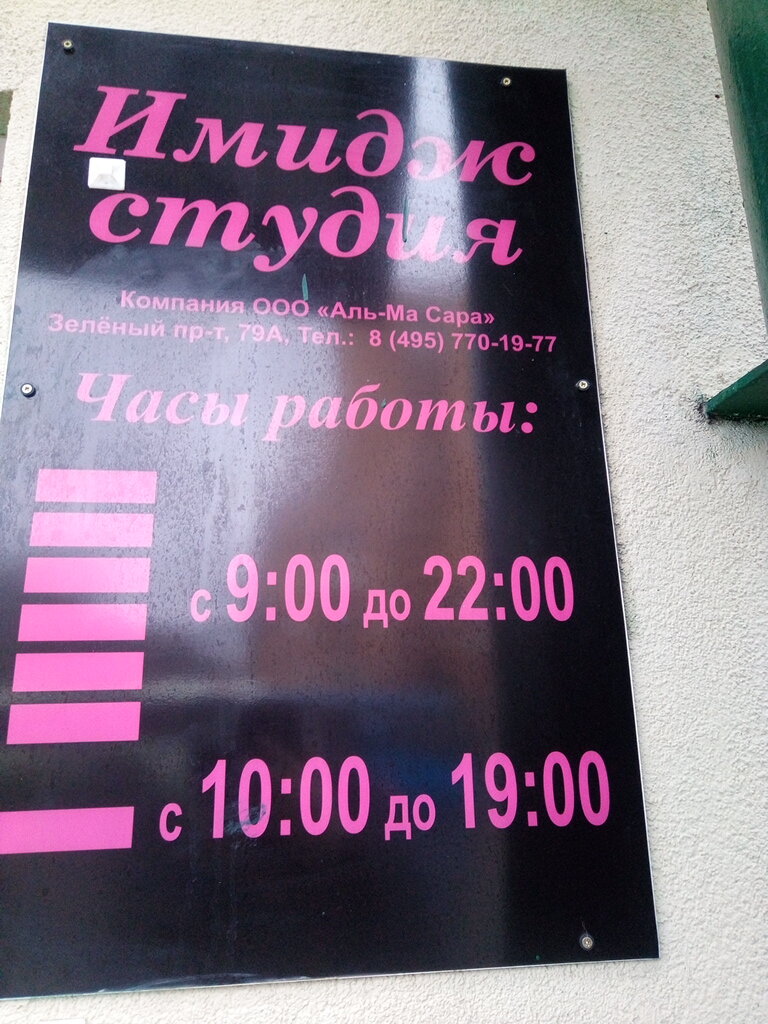 Имидж
студия
Компания ООО «Аль-Ма Сара»
Зелёный пр-т, 79А, Тел.: 8 (495) 770-19-77
Часы работы:
с 9:00 до 22:00
с 10:00 до 19:00